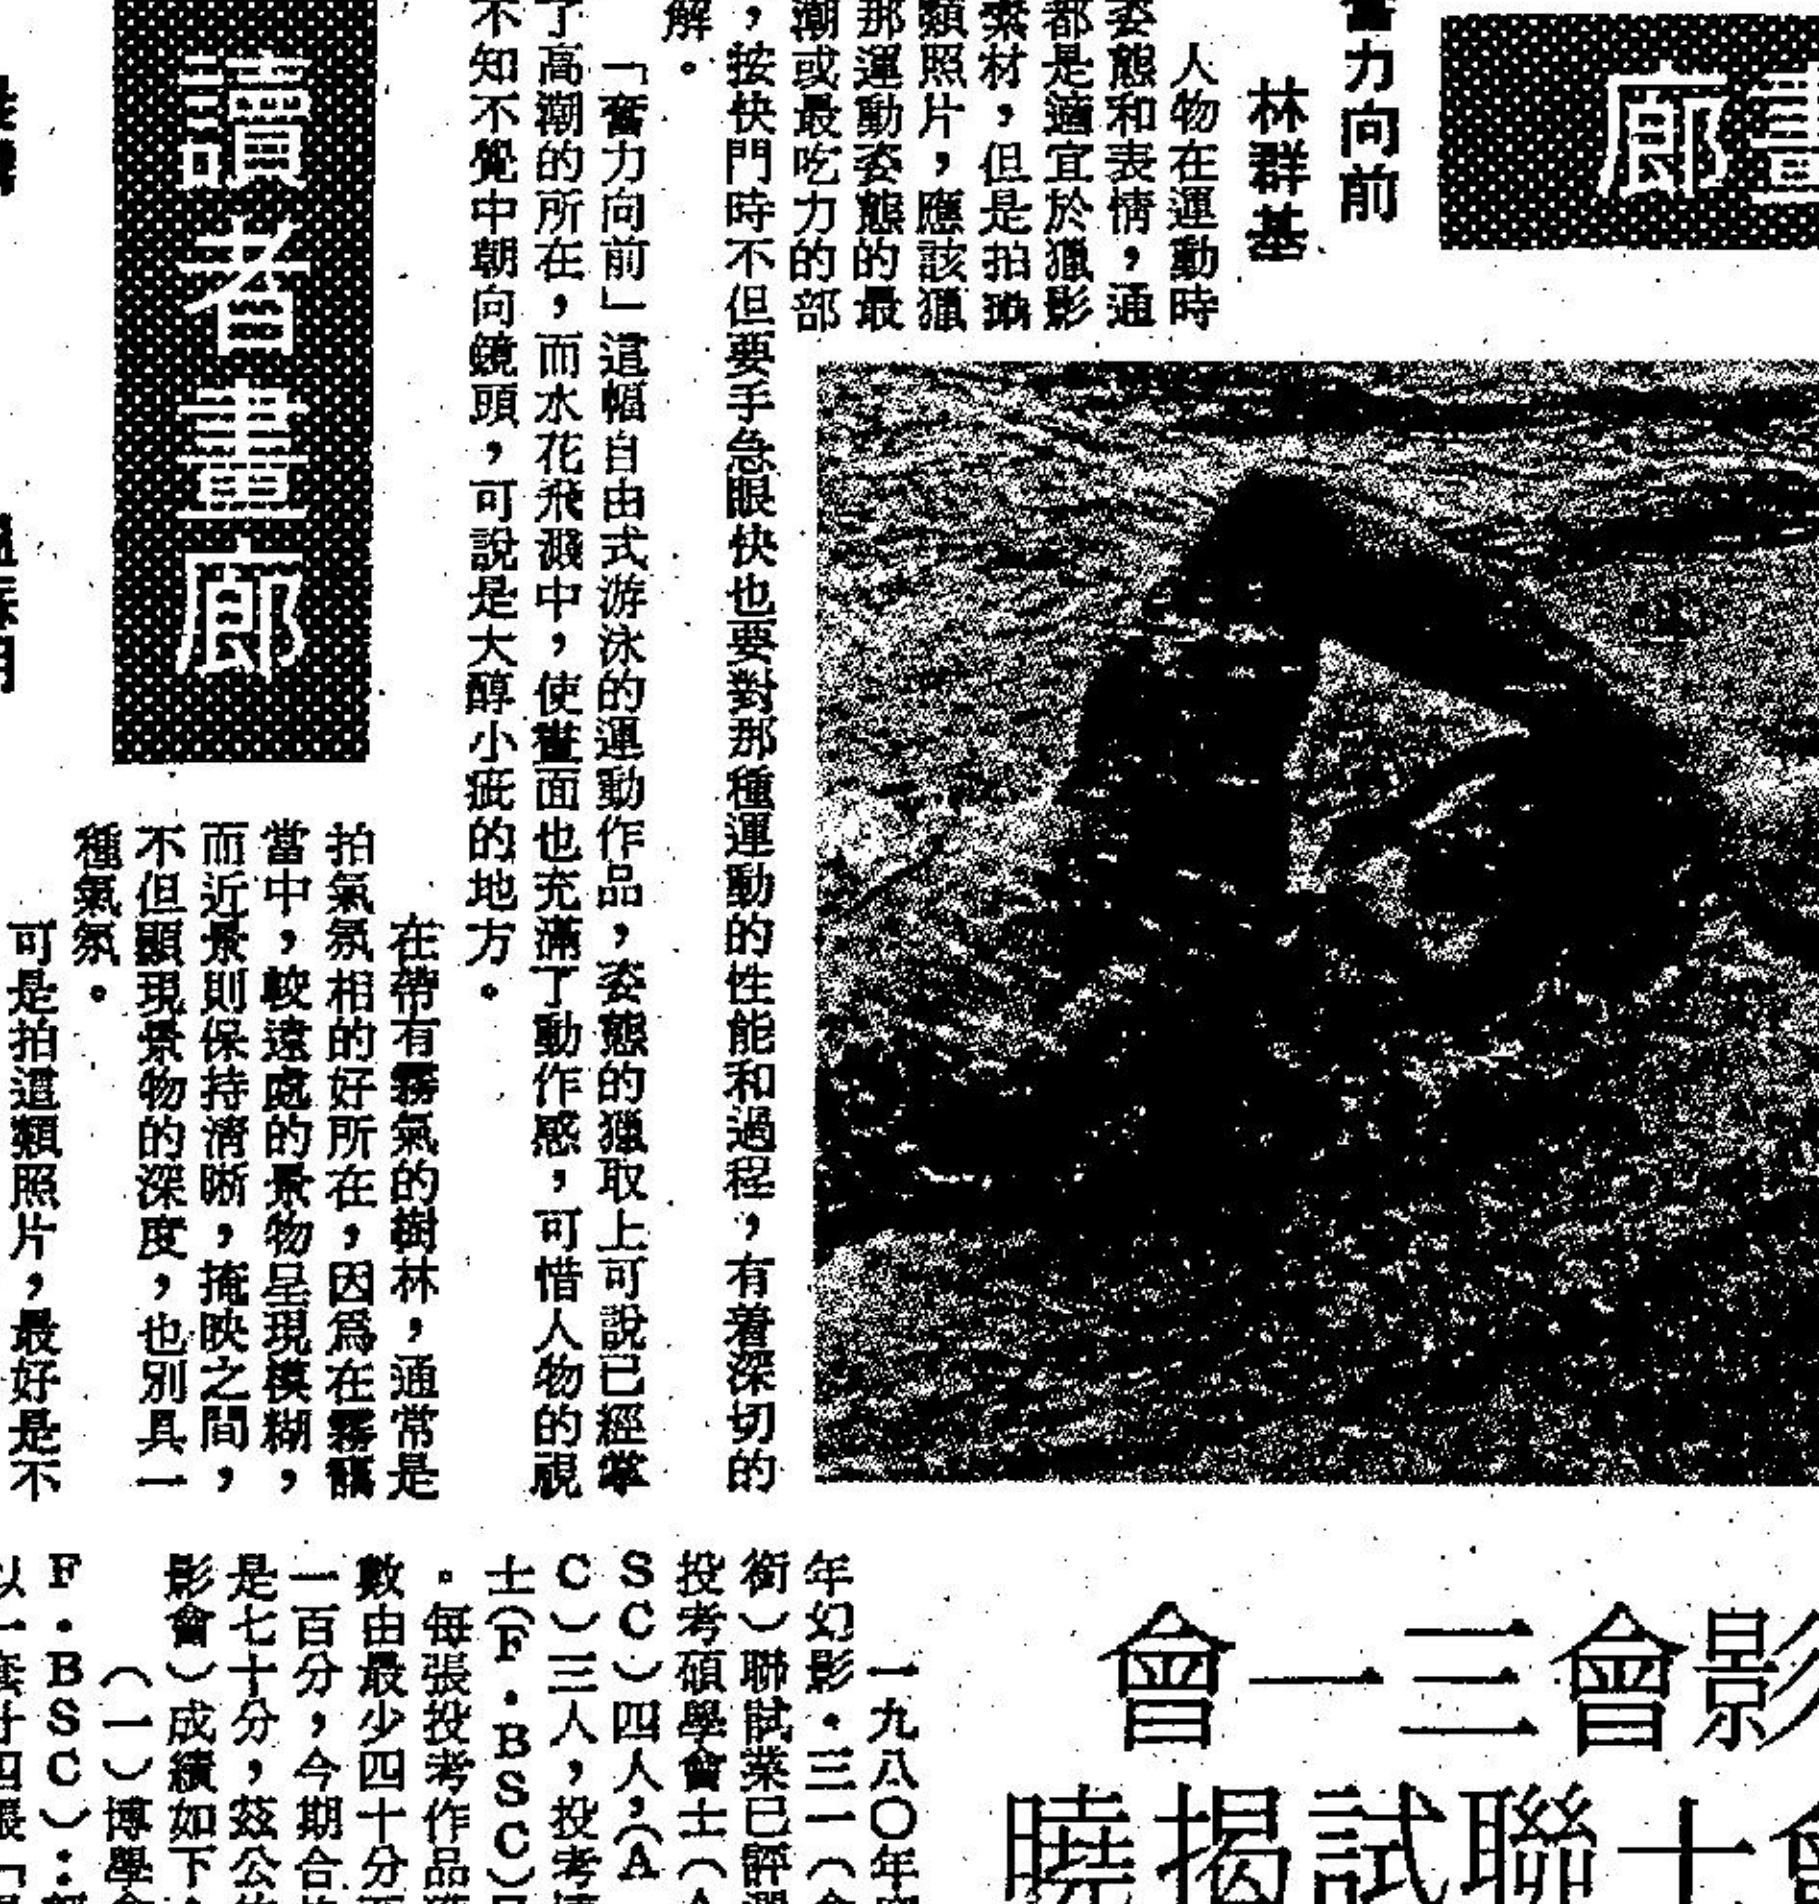 畫廊
奮力向前
林群基
人物在運動時
姿態和表情，通
都是適宜於獵影
素材，但是拍攝
類照片，應該獵
那運動姿態的最
潮或最吃力的部
，按快門時不但要手急眼快也要對那種運動的性能和過程，有着深切的
解。
「奮力向前」這幅自由式游泳的運動作品，姿態的獵取上可說已經掌
了高潮的所在，而水花飛濺中，使畫面也充滿了動作感，可惜人物的視
不知不覺中朝向鏡頭，可說是大醇小疵的地方。
讀者畫廊
在帶有霧氣的樹林，通常是
拍氣氛相的好所在，因爲在霧靄
當中，較遠處的景物呈現模糊，
而近景則保持清晰，掩映之間，
不但顯現景物的深度，也別具一
種氣氛。
可是拍這類照片，最好是不
影會三一會
士聯試揭曉
一九八〇年
年幻影・三一（
銜）聯試業已評
投考碩學會士（
SC）四人，（A
C）三人，投考
士（F・BSC）
。每張投考作品
數由最少四十分
一百分，今期合
是七十分，茲公
影會）成績如下
（一）博學
F・BSC）：